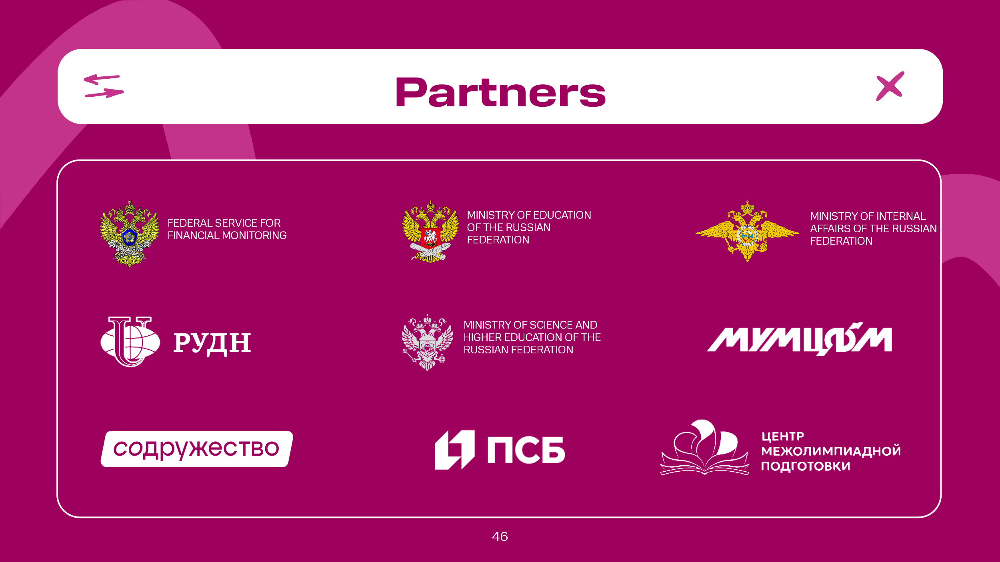 Partners
FEDERAL SERVICE FOR
FINANCIAL MONITORING
MINISTRY OF EDUCATION
OF THE RUSSIAN
FEDERATION
MINISTRY OF INTERNAL
AFFAIRS OF THE RUSSIAN
FEDERATION
РУДН
MINISTRY OF SCIENCE AND
HIGHER EDUCATION OF THE
RUSSIAN FEDERATION
МУМЦФМ
содружество
ПСБ
ЦЕНТР
МЕЖОЛИМПИАДНОЙ
ПОДГОТОВКИ
46